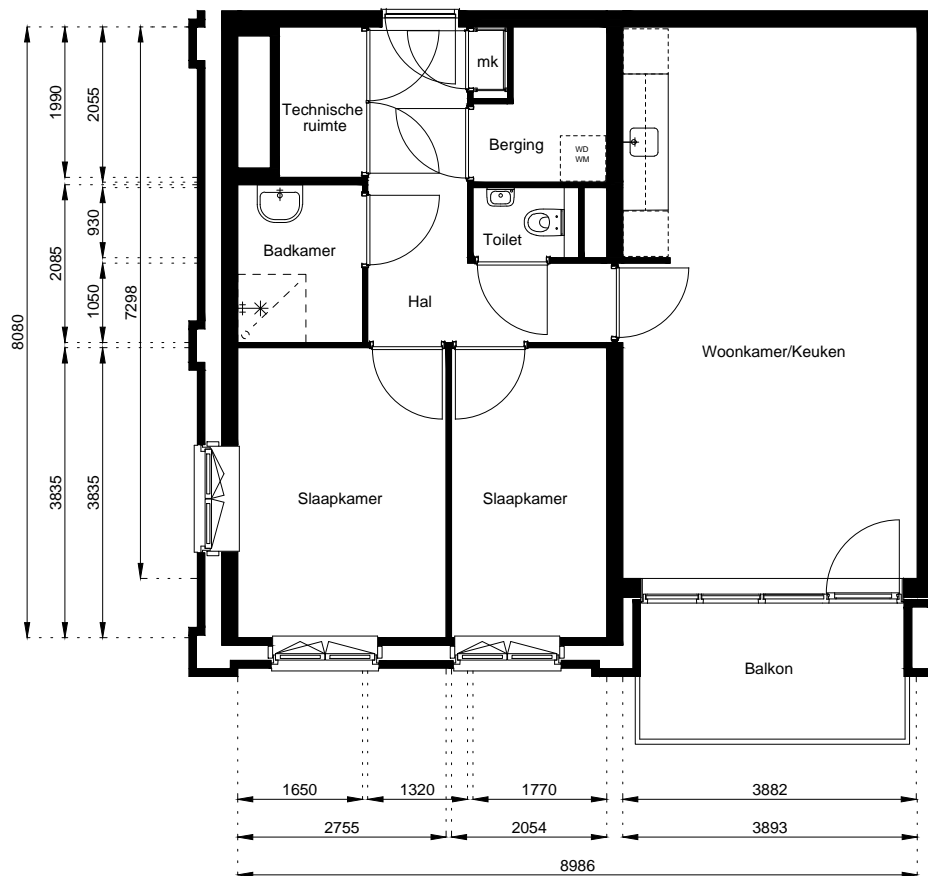 mk
Technische
ruimte
Berging
WD
WM
Badkamer
Toilet
Hal
Woonkamer/Keuken
Slaapkamer
Slaapkamer
Balkon
8080
1990
2085
3835
2055
930
1050
3835
7298
1650
1320
1770
3882
2755
2054
3893
8986